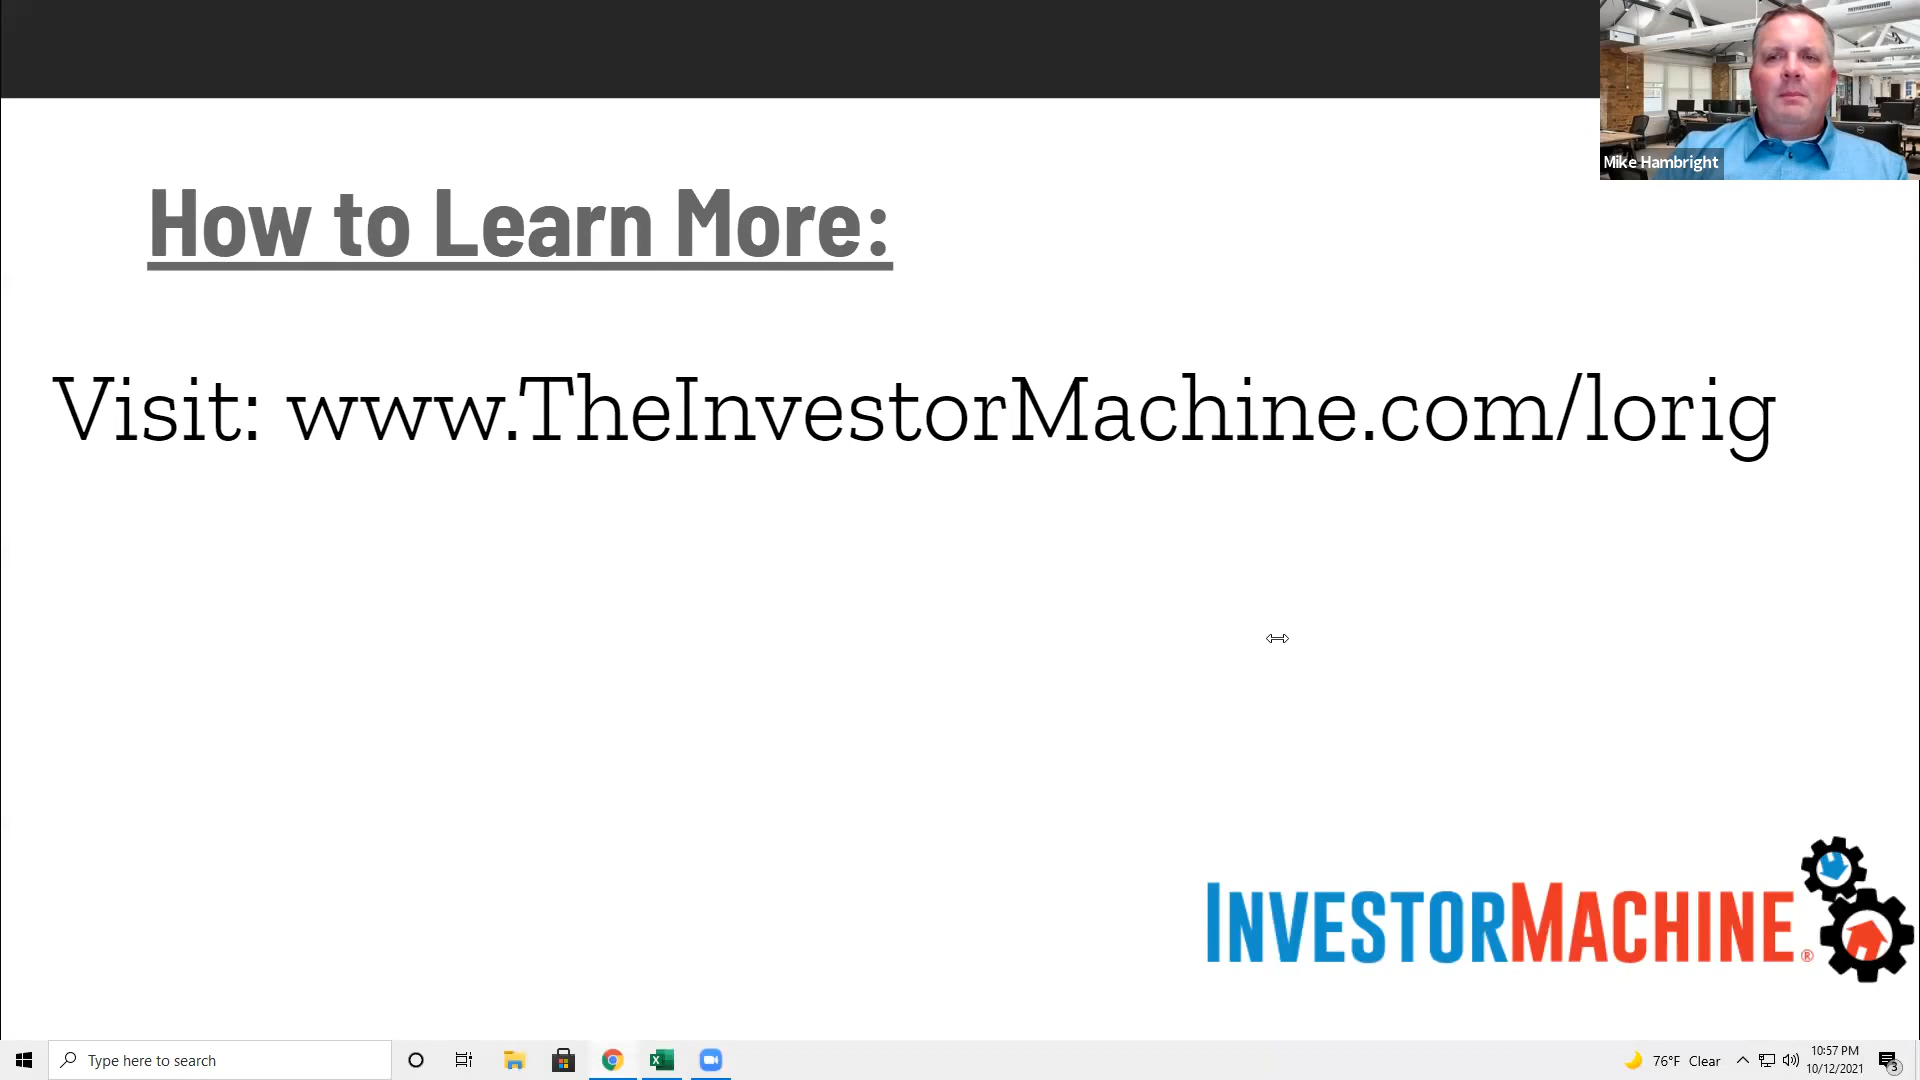 Mike Hambright
How to Learn More:
Visit: www.TheInvestorMachine.com/lorig
INVESTORMACHINE®
Type here to search
76°F Clear
10:57 PM
10/12/2021
3